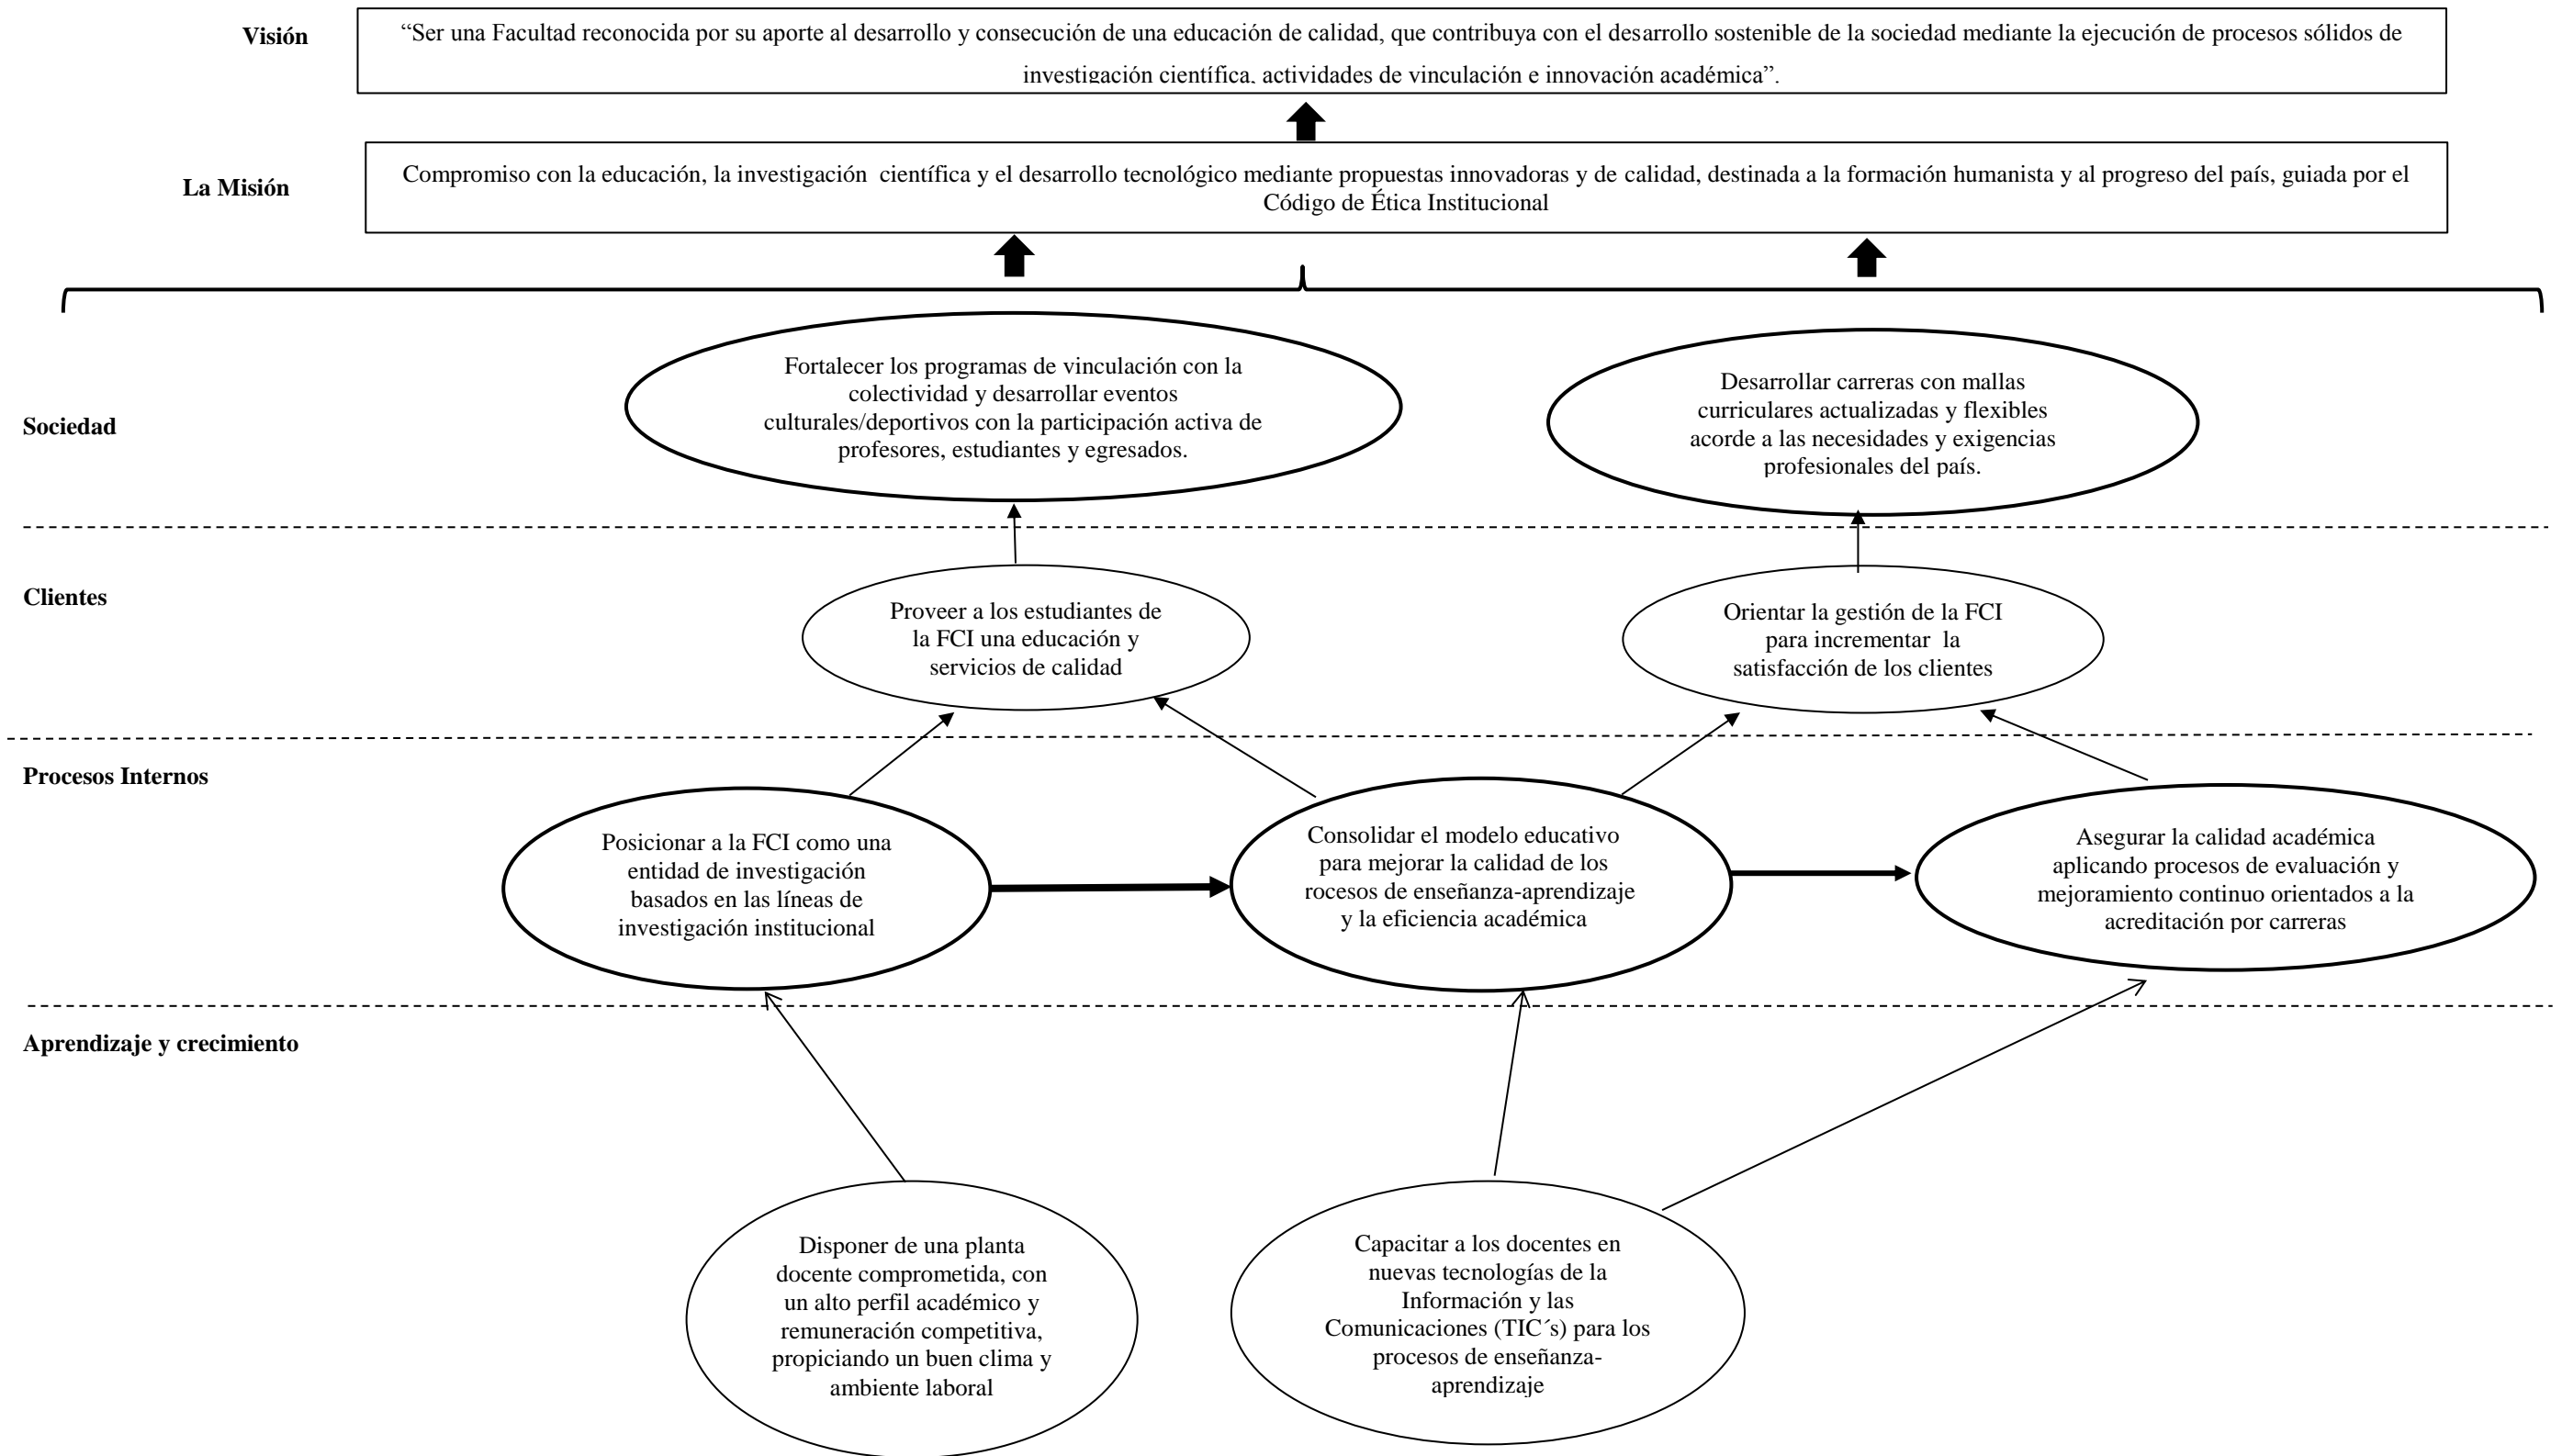 Visión
“Ser una Facultad reconocida por su aporte al desarrollo y consecución de una educación de calidad, que contribuya con el desarrollo sostenible de la sociedad mediante la ejecución de procesos sólidos de
investigación científica, actividades de vinculación e innovación académica”.
La Misión
Compromiso con la educación, la investigación científica y el desarrollo tecnológico mediante propuestas innovadoras y de calidad, destinada a la formación humanista y al progreso del país, guiada por el
Código de Ética Institucional
Sociedad
Fortalecer los programas de vinculación con la
colectividad y desarrollar eventos
culturales/deportivos con la participación activa de
profesores, estudiantes y egresados.
Desarrollar carreras con mallas
curriculares actualizadas y flexibles
acorde a las necesidades y exigencias
profesionales del país.
Clientes
Proveer a los estudiantes de
la FCI una educación y
servicios de calidad
Orientar la gestión de la FCI
para incrementar la
satisfacción de los clientes
Procesos Internos
Posicionar a la FCI como una
entidad de investigación
basados en las líneas de
investigación institucional
Consolidar el modelo educativo
para mejorar la calidad de los
rocesos de enseñanza-aprendizaje
y la eficiencia académica
Asegurar la calidad académica
aplicando procesos de evaluación y
mejoramiento continuo orientados a la
acreditación por carreras
Aprendizaje y crecimiento
Disponer de una planta
docente comprometida, con
un alto perfil académico y
remuneración competitiva,
propiciando un buen clima y
ambiente laboral
Capacitar a los docentes en
nuevas tecnologías de la
Información y las
Comunicaciones (TIC´s) para los
procesos de enseñanza-
aprendizaje